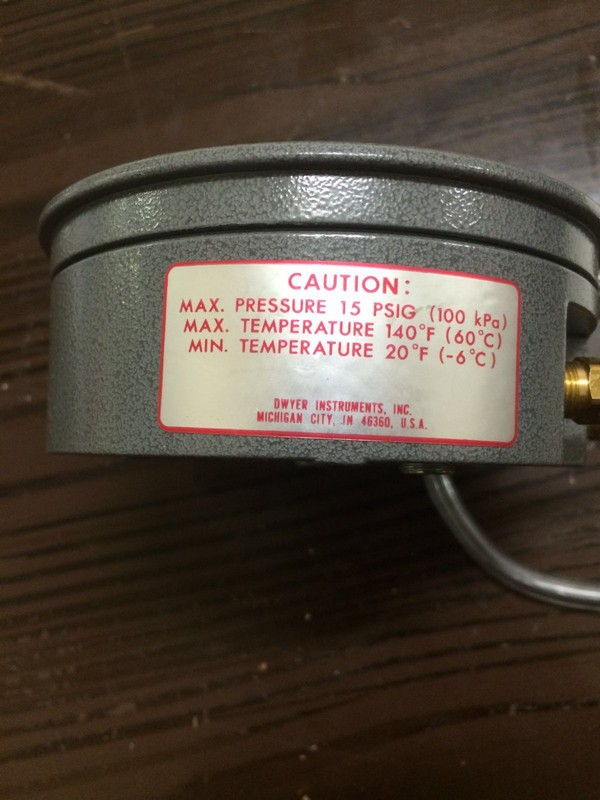 CAUTION:
MAX. PRESSURE 15 PSIG (100 kPa)
MAX. TEMPERATURE 140°F (60°C)
MIN. TEMPERATURE 20°F (-6°C)
DWYER INSTRUMENTS, INC.
MICHIGAN CITY, IN 46360, U.S.A.